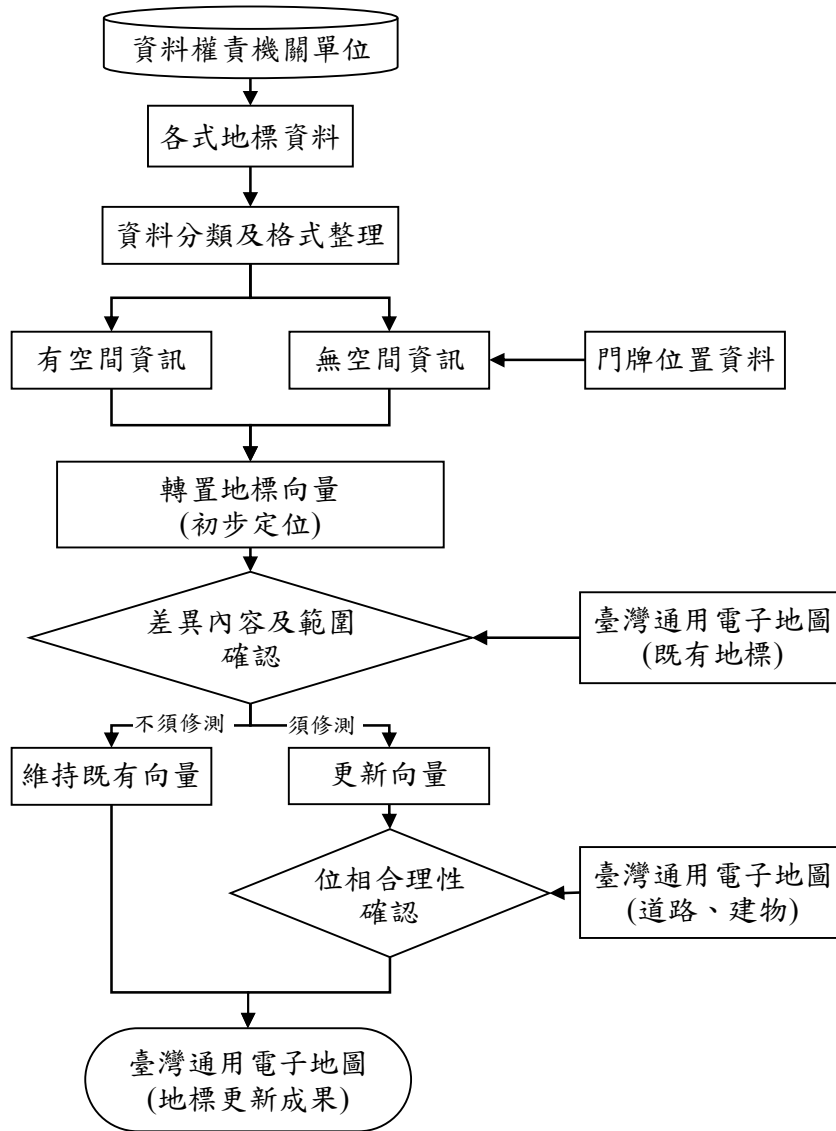 資料權責機關單位
各式地標資料
資料分類及格式整理
有空間資訊
無空間資訊
門牌位置資料
轉置地標向量
(初步定位)
差異內容及範圍
確認
臺灣通用電子地圖
(既有地標)
不須修測
須修測
維持既有向量
更新向量
位相合理性
確認
臺灣通用電子地圖
(道路、建物)
臺灣通用電子地圖
(地標更新成果)